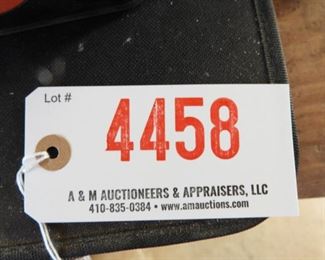 Lot #
4458
A & M AUCTIONEERS & APPRAISERS, LLC
410-835-0384 • www.amauctions.com